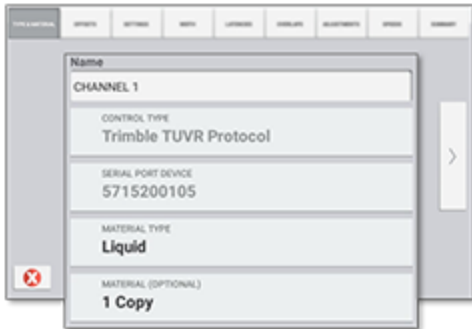 TYPE & MATERIAL OFFSETS SETTINGS WIDTH LATENCIES OVERLAPS ADJUSTMENTS SPEEDS SUMMARY
Name
CHANNEL 1
CONTROL TYPE
Trimble TUVR Protocol
SERIAL PORT DEVICE
5715200105
MATERIAL TYPE
Liquid
MATERIAL (OPTIONAL)
1 Copy